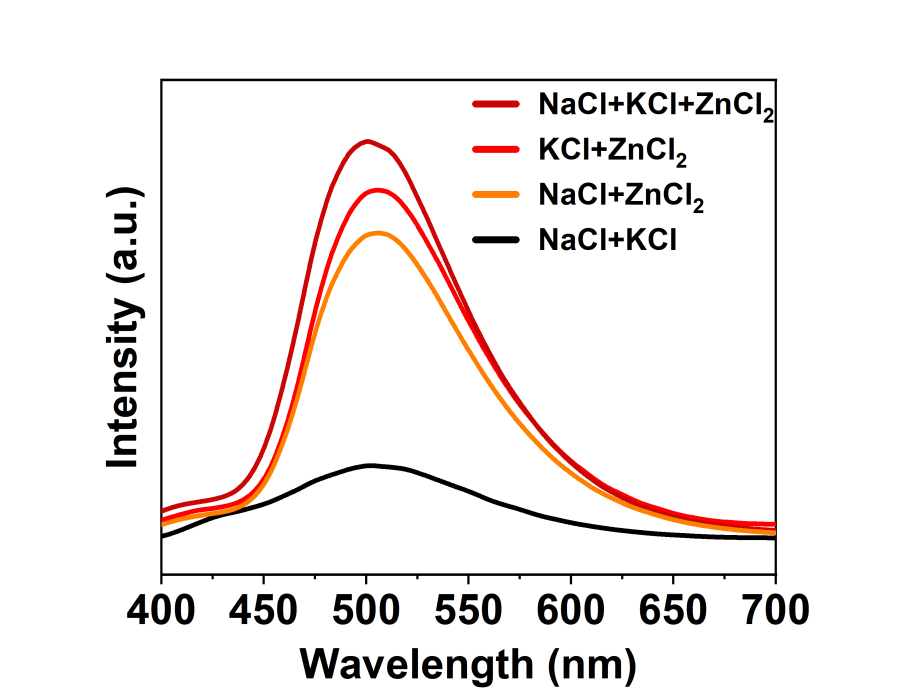 NaCl+KCl+ZnCl₂
KCl+ZnCl₂
NaCl+ZnCl₂
NaCl+KCl
Intensity (a.u.)
400 450 500 550 600 650 700
Wavelength (nm)